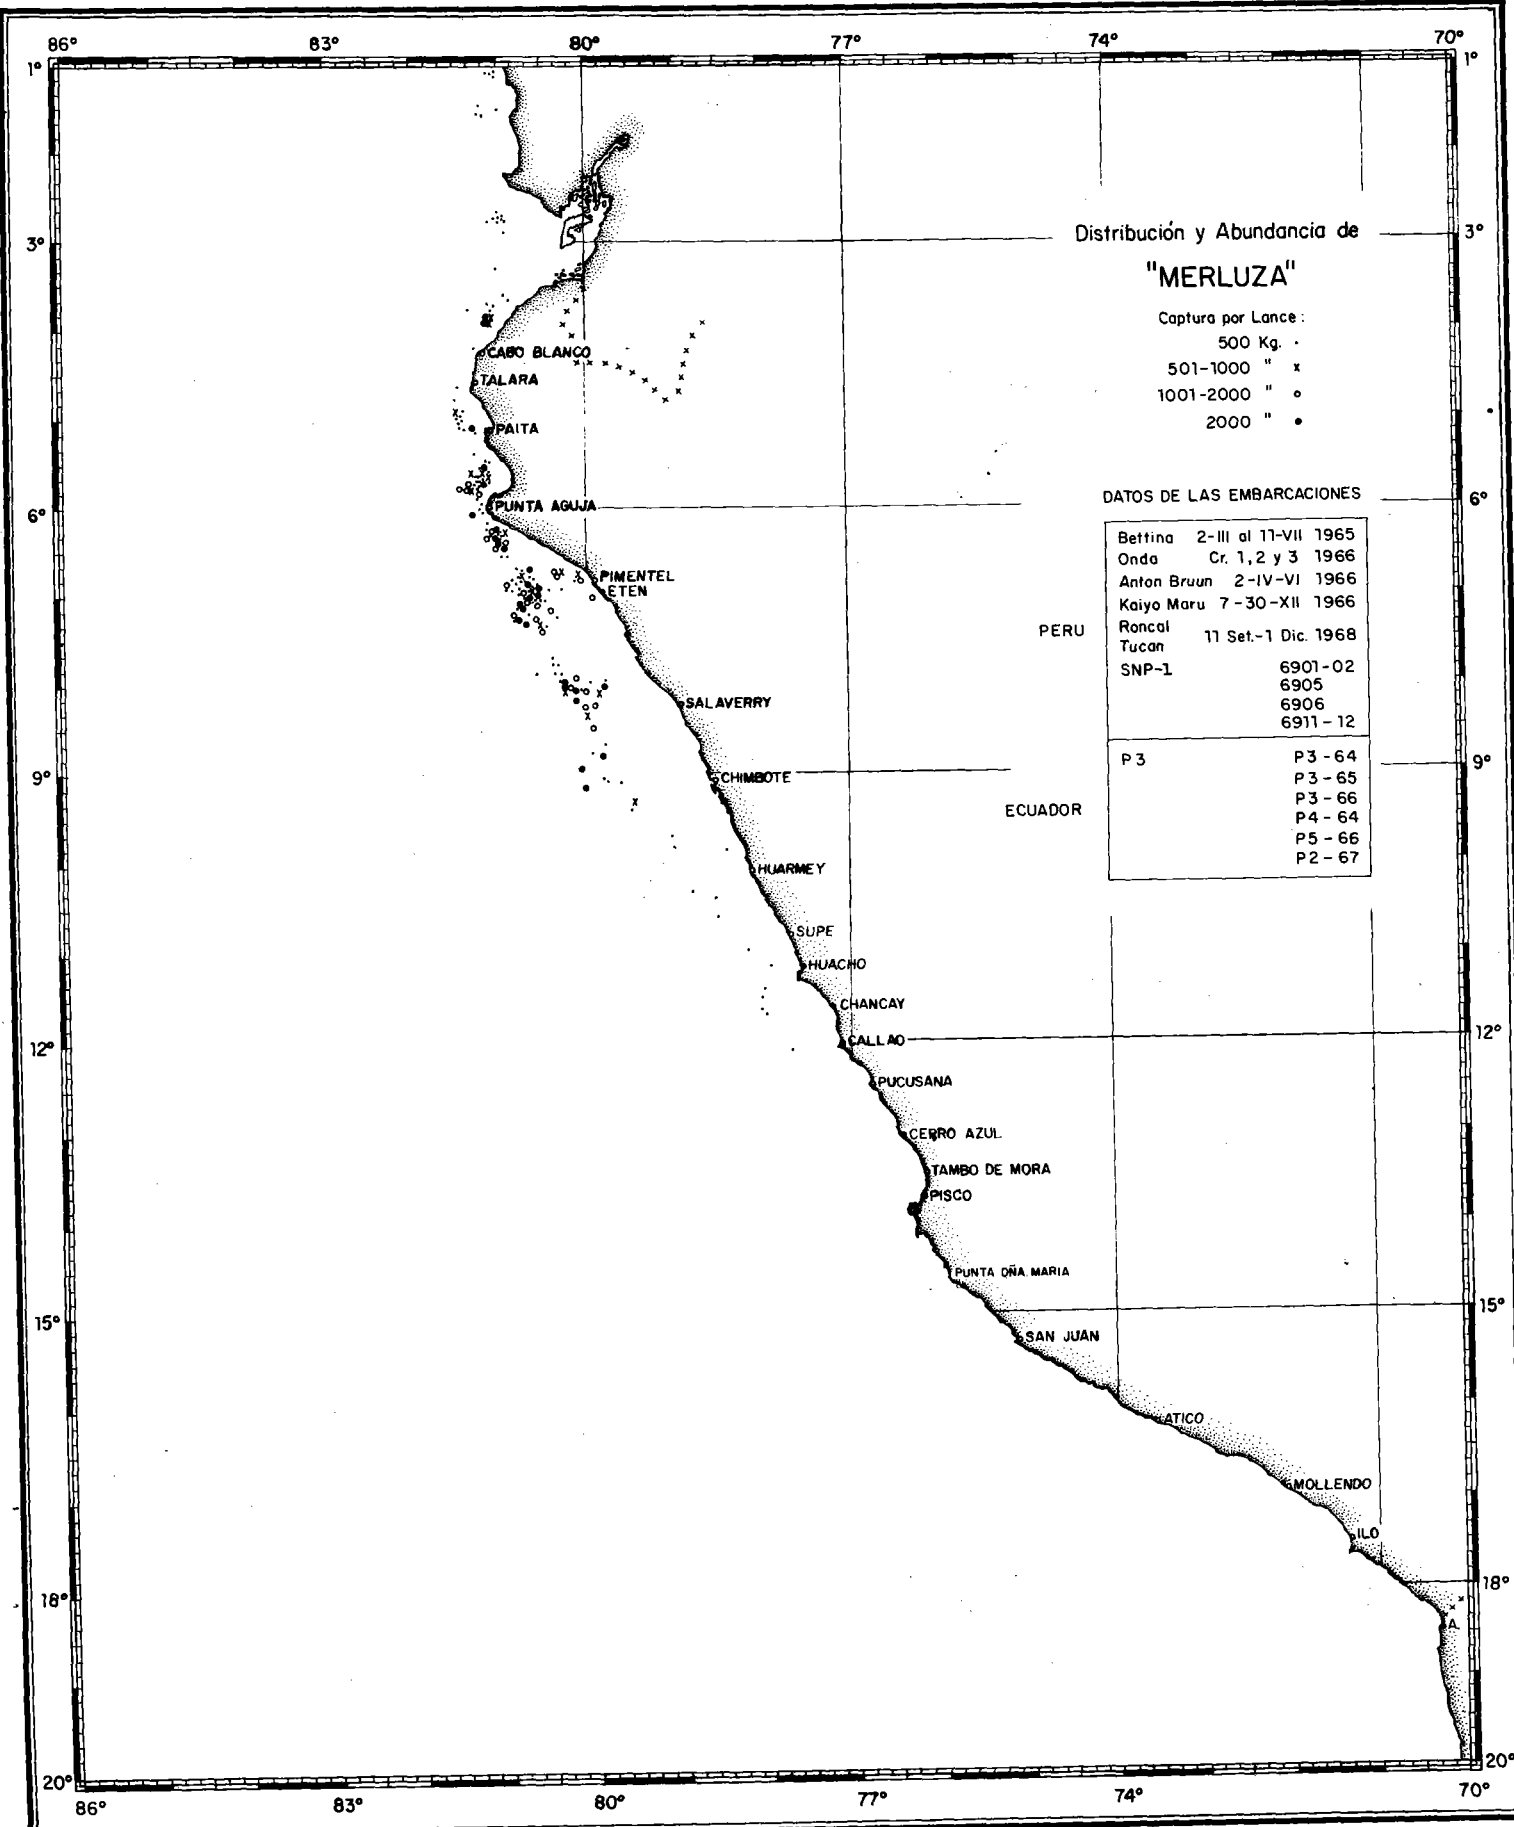 86° 83° 80° 77° 74° 70°
1° 1°
Distribución y Abundancia de
3° 3°
"MERLUZA"
Captura por Lance :
500 Kg. .
501-1000 " x
1001-2000 " o
2000 " •
CABO BLANCO
TALARA
PAITA
DATOS DE LAS EMBARCACIONES
PUNTA AGUJA
6° 6°
Bettina 2-III al 11-VII 1965
Onda Cr. 1, 2 y 3 1966
Anton Bruun 2-IV-VI 1966
Kaiyo Maru 7-30-XII 1966
PERU
Roncal
Tucan 11 Set.-1 Dic. 1968
SNP-1 6901-02
6905
6906
6911-12
PIMENTEL
ETEN
SALAVERRY
P3 P3-64
P3-65
P3-66
P4-64
P5-66
P2-67
ECUADOR
9° 9°
CHIMBOTE
HUARMEY
SUPE
HUACHO
CHANCAY
12° 12°
CALLAO
PUCUSANA
CERRO AZUL
TAMBO DE MORA
PISCO
PUNTA DÑA. MARIA
15° 15°
SAN JUAN
ATICO
MOLLENDO
ILO
18° 18°
A.
20° 20°
86° 83° 80° 77° 74° 70°